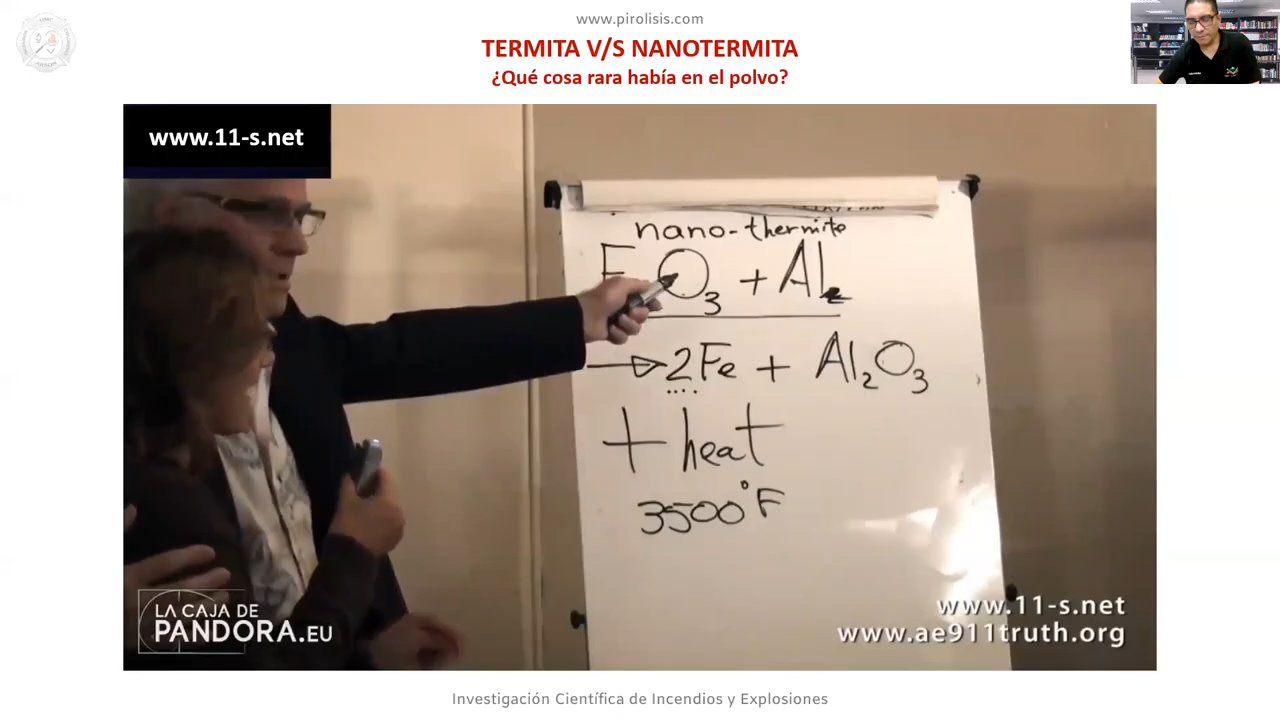 www.pirolisis.com
TERMITA V/S NANOTERMITA
¿Qué cosa rara había en el polvo?
www.11-s.net
nano-thermite
F O3 + Al
→ 2Fe + Al2O3
+ heat
3500°F
LA CAJA DE
PANDORA.EU
www.11-s.net
www.ae911truth.org
Investigación Científica de Incendios y Explosiones